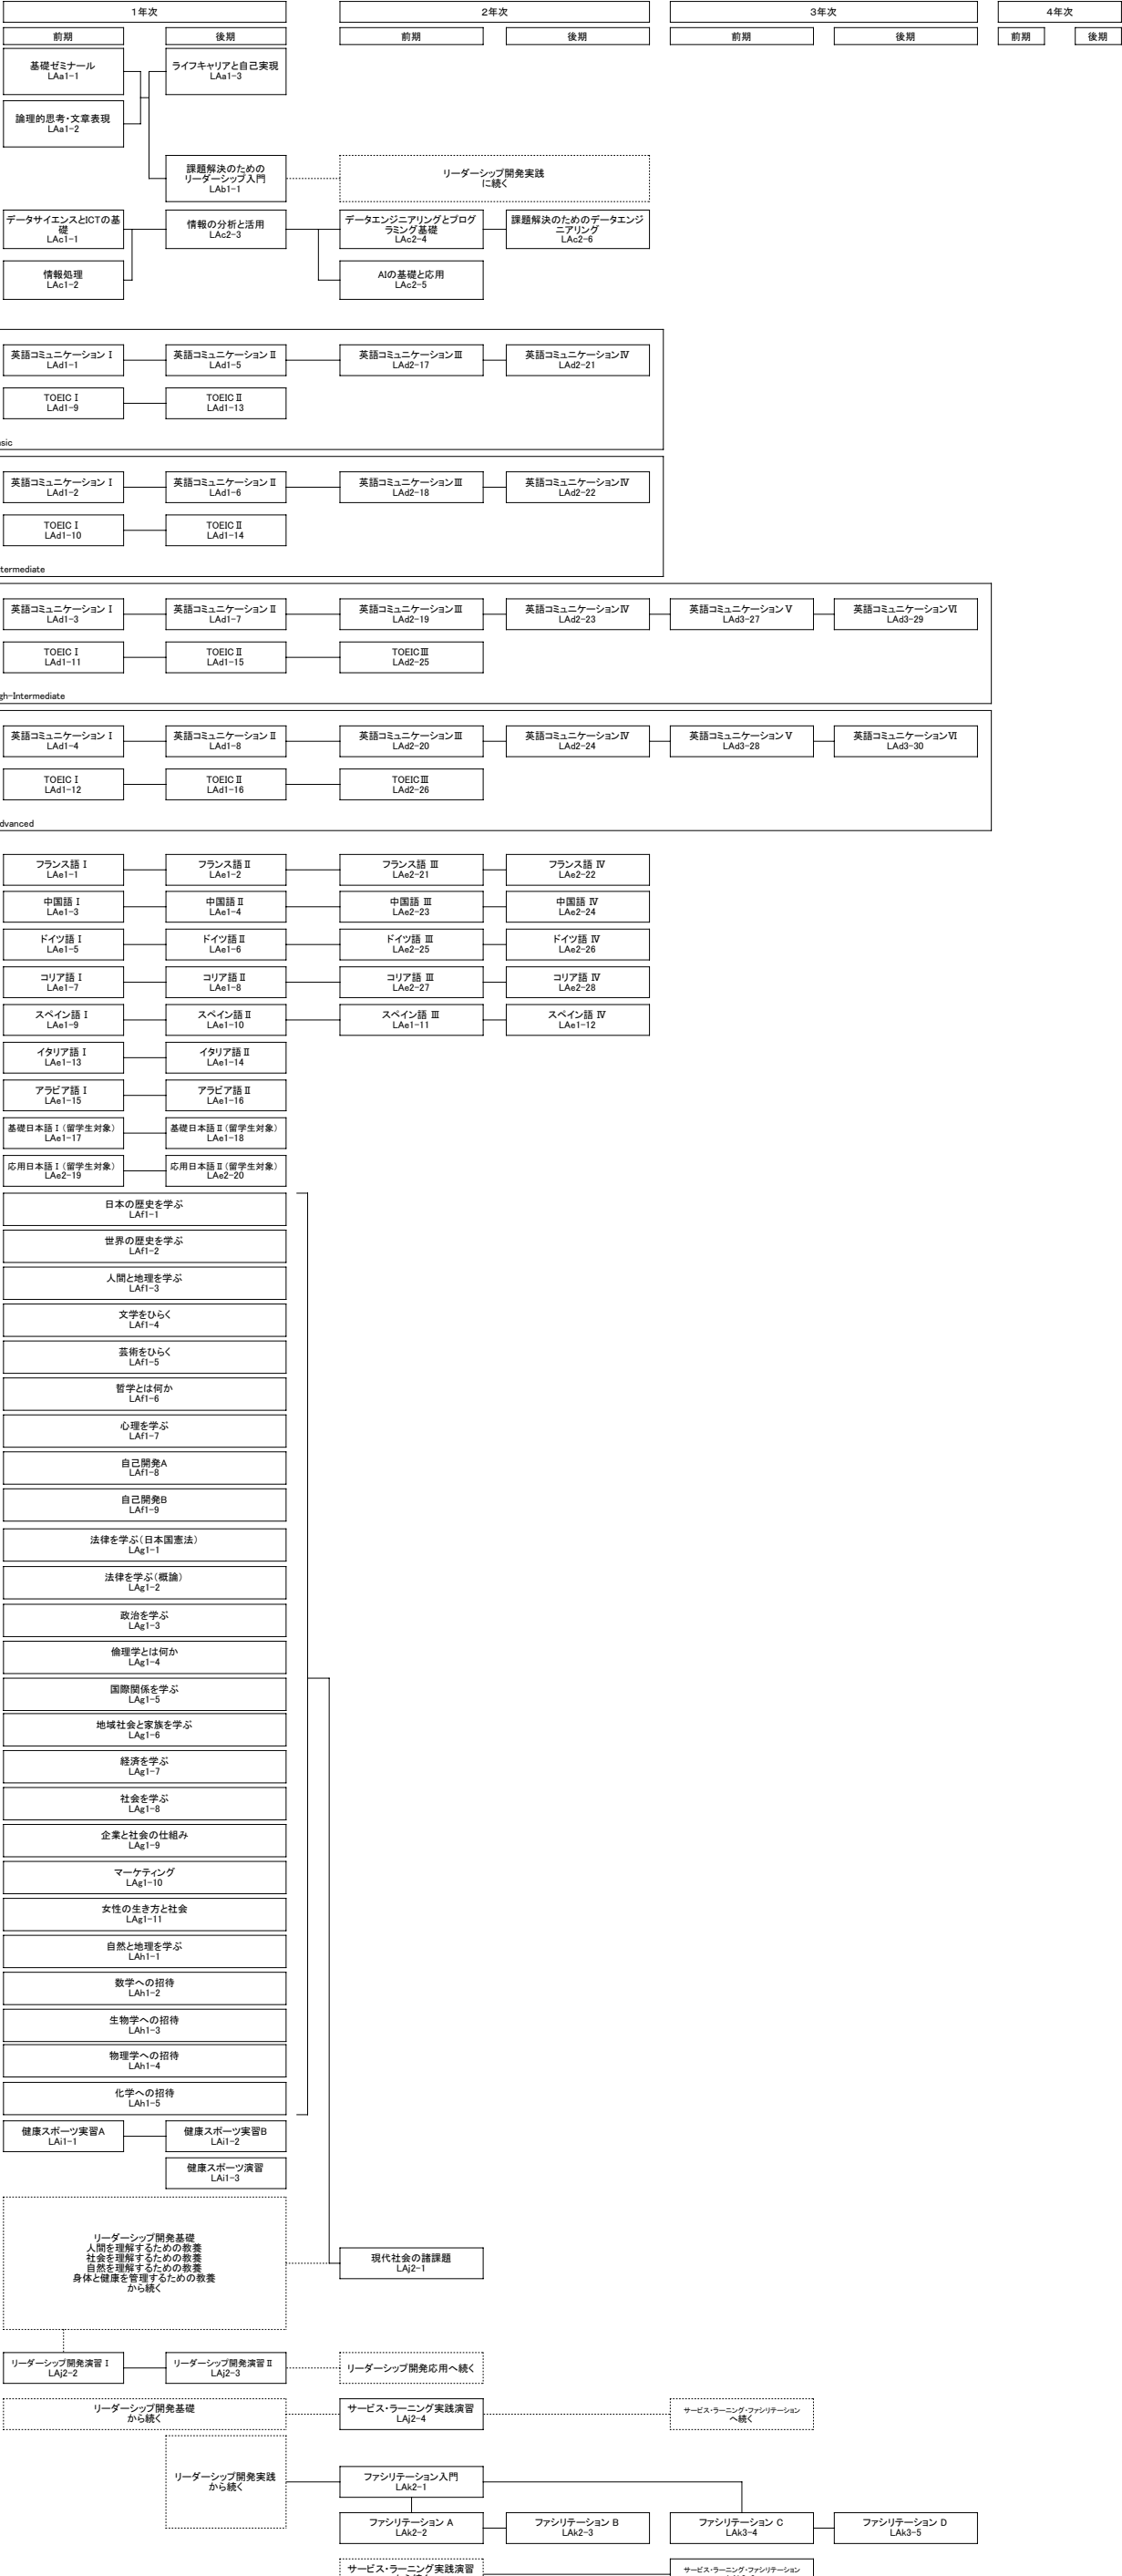 1年次
2年次
3年次
4年次
前期
後期
前期
後期
前期
後期
前期
後期
基礎ゼミナール
LAa1-1
ライフキャリアと自己実現
LAa1-3
論理的思考・文章表現
LAa1-2
課題解決のための
リーダーシップ入門
LAb1-1
リーダーシップ開発実践
に続く
データサイエンスとICTの基
礎
LAc1-1
情報の分析と活用
LAc2-3
データエンジニアリングとプログ
ラミング基礎
LAc2-4
課題解決のためのデータエンジ
ニアリング
LAc2-6
情報処理
LAc1-2
AIの基礎と応用
LAc2-5
英語コミュニケーション Ⅰ
LAd1-1
英語コミュニケーション Ⅱ
LAd1-5
英語コミュニケーションⅢ
LAd2-17
英語コミュニケーションⅣ
LAd2-21
TOEIC Ⅰ
LAd1-9
TOEIC Ⅱ
LAd1-13
asic
英語コミュニケーション Ⅰ
LAd1-2
英語コミュニケーション Ⅱ
LAd1-6
英語コミュニケーションⅢ
LAd2-18
英語コミュニケーションⅣ
LAd2-22
TOEIC Ⅰ
LAd1-10
TOEIC Ⅱ
LAd1-14
termediate
英語コミュニケーション Ⅰ
LAd1-3
英語コミュニケーション Ⅱ
LAd1-7
英語コミュニケーションⅢ
LAd2-19
英語コミュニケーションⅣ
LAd2-23
英語コミュニケーション Ⅴ
LAd3-27
英語コミュニケーションⅥ
LAd3-29
TOEIC Ⅰ
LAd1-11
TOEIC Ⅱ
LAd1-15
TOEICⅢ
LAd2-25
gh-Intermediate
英語コミュニケーション Ⅰ
LAd1-4
英語コミュニケーション Ⅱ
LAd1-8
英語コミュニケーションⅢ
LAd2-20
英語コミュニケーションⅣ
LAd2-24
英語コミュニケーション Ⅴ
LAd3-28
英語コミュニケーションⅥ
LAd3-30
TOEIC Ⅰ
LAd1-12
TOEIC Ⅱ
LAd1-16
TOEICⅢ
LAd2-26
dvanced
フランス語 Ⅰ
LAe1-1
フランス語 Ⅱ
LAe1-2
フランス語 Ⅲ
LAe2-21
フランス語 Ⅳ
LAe2-22
中国語 Ⅰ
LAe1-3
中国語 Ⅱ
LAe1-4
中国語 Ⅲ
LAe2-23
中国語 Ⅳ
LAe2-24
ドイツ語 Ⅰ
LAe1-5
ドイツ語 Ⅱ
LAe1-6
ドイツ語 Ⅲ
LAe2-25
ドイツ語 Ⅳ
LAe2-26
コリア語 Ⅰ
LAe1-7
コリア語 Ⅱ
LAe1-8
コリア語 Ⅲ
LAe2-27
コリア語 Ⅳ
LAe2-28
スペイン語 Ⅰ
LAe1-9
スペイン語 Ⅱ
LAe1-10
スペイン語 Ⅲ
LAe1-11
スペイン語 Ⅳ
LAe1-12
イタリア語 Ⅰ
LAe1-13
イタリア語 Ⅱ
LAe1-14
アラビア語 Ⅰ
LAe1-15
アラビア語 Ⅱ
LAe1-16
基礎日本語 Ⅰ（留学生対象）
LAe1-17
基礎日本語 Ⅱ（留学生対象）
LAe1-18
応用日本語 Ⅰ（留学生対象）
LAe2-19
応用日本語 Ⅱ（留学生対象）
LAe2-20
日本の歴史を学ぶ
LAf1-1
世界の歴史を学ぶ
LAf1-2
人間と地理を学ぶ
LAf1-3
文学をひらく
LAf1-4
芸術をひらく
LAf1-5
哲学とは何か
LAf1-6
心理を学ぶ
LAf1-7
自己開発A
LAf1-8
自己開発B
LAf1-9
法律を学ぶ（日本国憲法）
LAg1-1
法律を学ぶ（概論）
LAg1-2
政治を学ぶ
LAg1-3
倫理学とは何か
LAg1-4
国際関係を学ぶ
LAg1-5
地域社会と家族を学ぶ
LAg1-6
経済を学ぶ
LAg1-7
社会を学ぶ
LAg1-8
企業と社会の仕組み
LAg1-9
マーケティング
LAg1-10
女性の生き方と社会
LAg1-11
自然と地理を学ぶ
LAh1-1
数学への招待
LAh1-2
生物学への招待
LAh1-3
物理学への招待
LAh1-4
化学への招待
LAh1-5
健康スポーツ実習A
LAi1-1
健康スポーツ実習B
LAi1-2
健康スポーツ演習
LAi1-3
リーダーシップ開発基礎
人間を理解するための教養
社会を理解するための教養
自然を理解するための教養
身体と健康を管理するための教養
から続く
現代社会の諸課題
LAj2-1
リーダーシップ開発演習 Ⅰ
LAj2-2
リーダーシップ開発演習 Ⅱ
LAj2-3
リーダーシップ開発応用へ続く
リーダーシップ開発基礎
から続く
サービス・ラーニング実践演習
LAj2-4
サービス・ラーニング・ファシリテーション
へ続く
リーダーシップ開発実践
から続く
ファシリテーション入門
LAk2-1
ファシリテーション A
LAk2-2
ファシリテーション B
LAk2-3
ファシリテーション C
LAk3-4
ファシリテーション D
LAk3-5
サービス・ラーニング実践演習
サービス・ラーニング・ファシリテーション